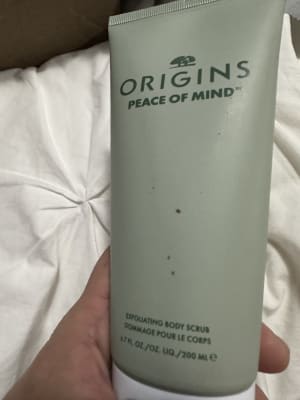 ORIGINS
PEACE OF MIND™
EXFOLIATING BODY SCRUB
GOMMAGE POUR LE CORPS
6.7 FL.OZ./OZ. LIQ./200 ML ℮